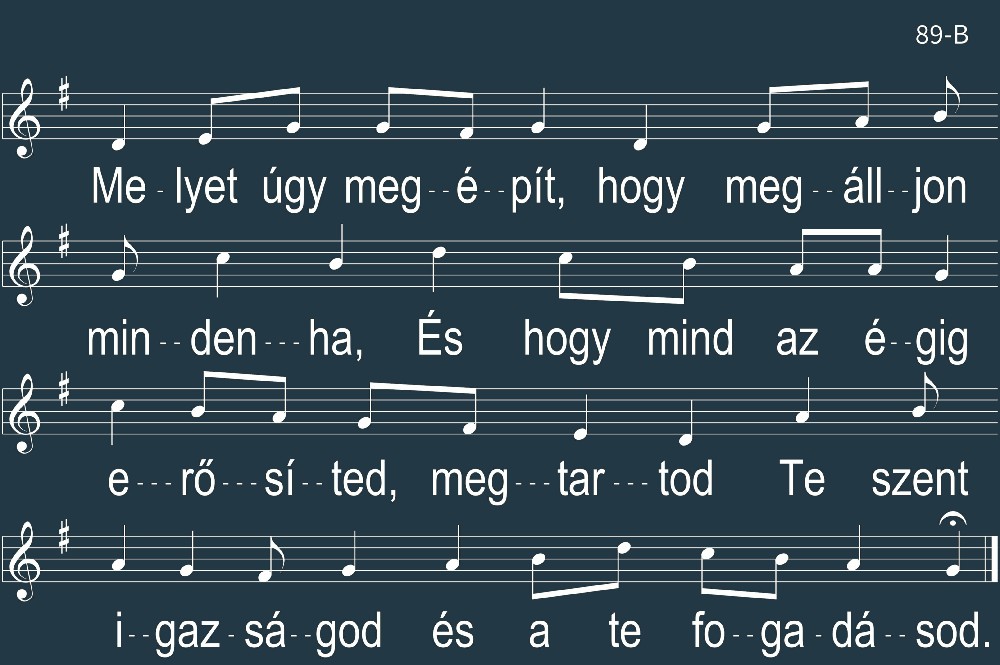 89-B
Me - lyet úgy meg--é--pít, hogy meg--áll--jon
min--den---ha, És hogy mind az é--gig
e---rő---sí--ted, meg---tar---tod Te szent
i--gaz-sá--god és a te fo--ga-dá--sod.